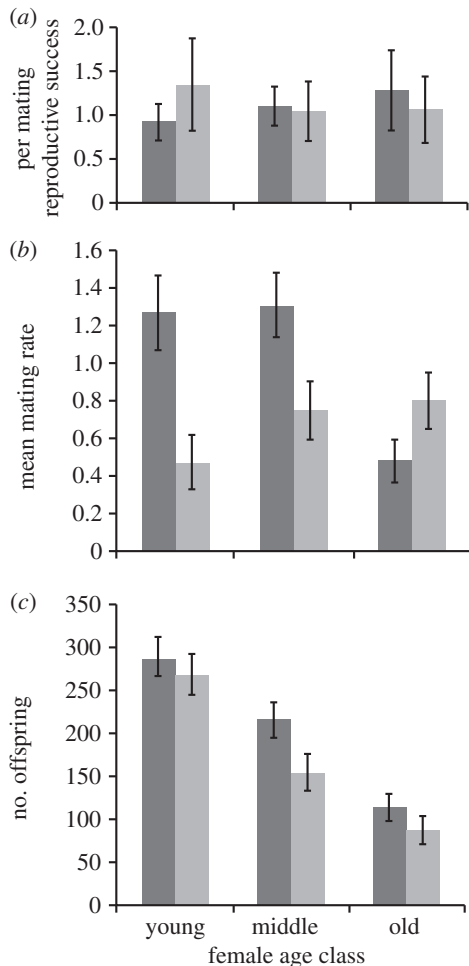 (a)
per mating
reproductive success
2.0
1.5
1.0
0.5
0
(b)
mean mating rate
1.6
1.4
1.2
1.0
0.8
0.6
0.4
0.2
0
(c)
no. offspring
350
300
250
200
150
100
50
0
young middle old
female age class